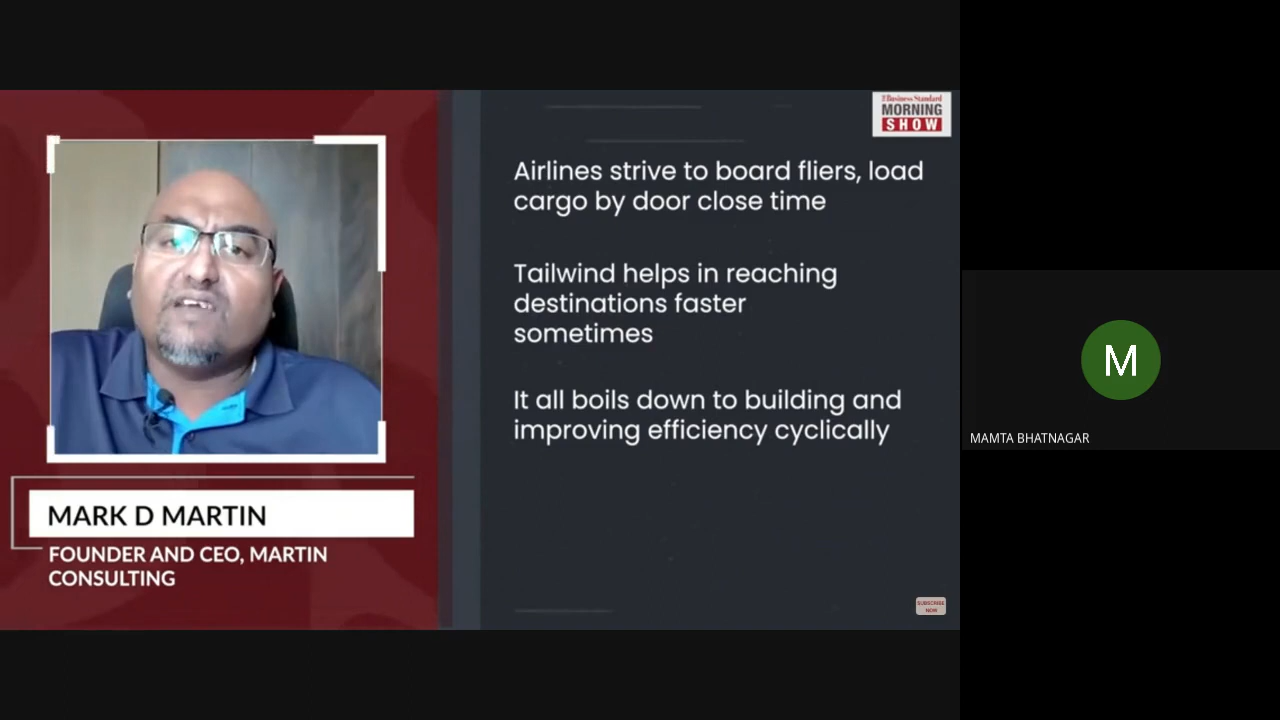 Business Standard
MORNING
SHOW
Airlines strive to board fliers, load
cargo by door close time
Tailwind helps in reaching
destinations faster
sometimes
It all boils down to building and
improving efficiency cyclically
MARK D MARTIN
FOUNDER AND CEO, MARTIN
CONSULTING
SUBSCRIBE
NOW
M
MAMTA BHATNAGAR